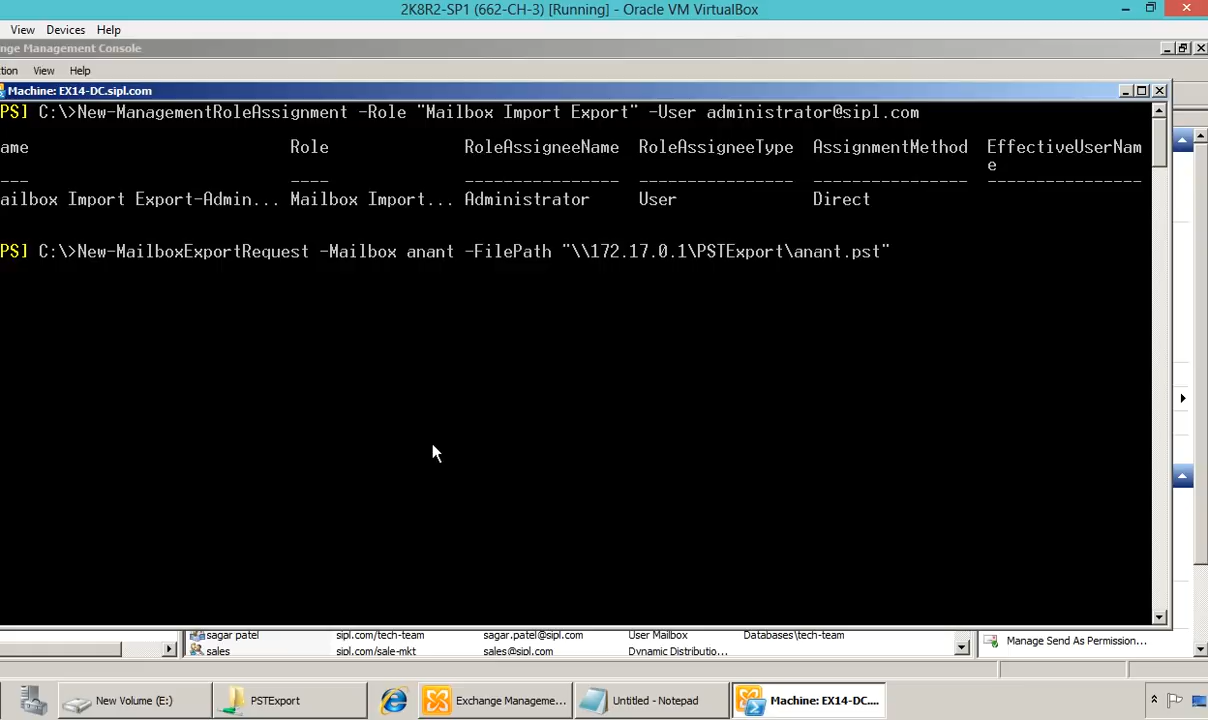 2K8R2-SP1 (662-CH-3) [Running] - Oracle VM VirtualBox
View Devices Help
nge Management Console
ction View Help
Machine: EX14-DC.sipl.com
PS] C:\>New-ManagementRoleAssignment -Role "Mailbox Import Export" -User administrator@sipl.com
ame Role RoleAssigneeName RoleAssigneeType AssignmentMethod EffectiveUserNam
e
--- ---- ---------------- ---------------- ---------------- ----------------
ailbox Import Export-Admin... Mailbox Import... Administrator User Direct
PS] C:\>New-MailboxExportRequest -Mailbox anant -FilePath "\\172.17.0.1\PSTExport\anant.pst"
sagar patel sipl.com/tech-team sagar.patel@sipl.com User Mailbox Databases\tech-team
sales sipl.com/sale-mkt sales@sipl.com Dynamic Distributio...
Manage Send As Permission...
New Volume (E:) PSTExport Exchange Manageme... Untitled - Notepad Machine: EX14-DC....